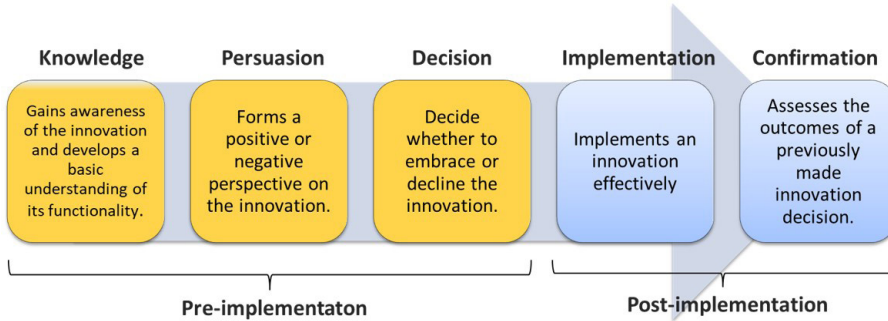 Knowledge
Persuasion
Decision
Implementation
Confirmation
Gains awareness
of the innovation
and develops a
basic
understanding of
its functionality.
Forms a
positive or
negative
perspective on
the innovation.
Decide
whether to
embrace or
decline the
innovation.
Implements an
innovation
effectively
Assesses the
outcomes of a
previously
made
innovation
decision.
Pre-implementaton
Post-implementation